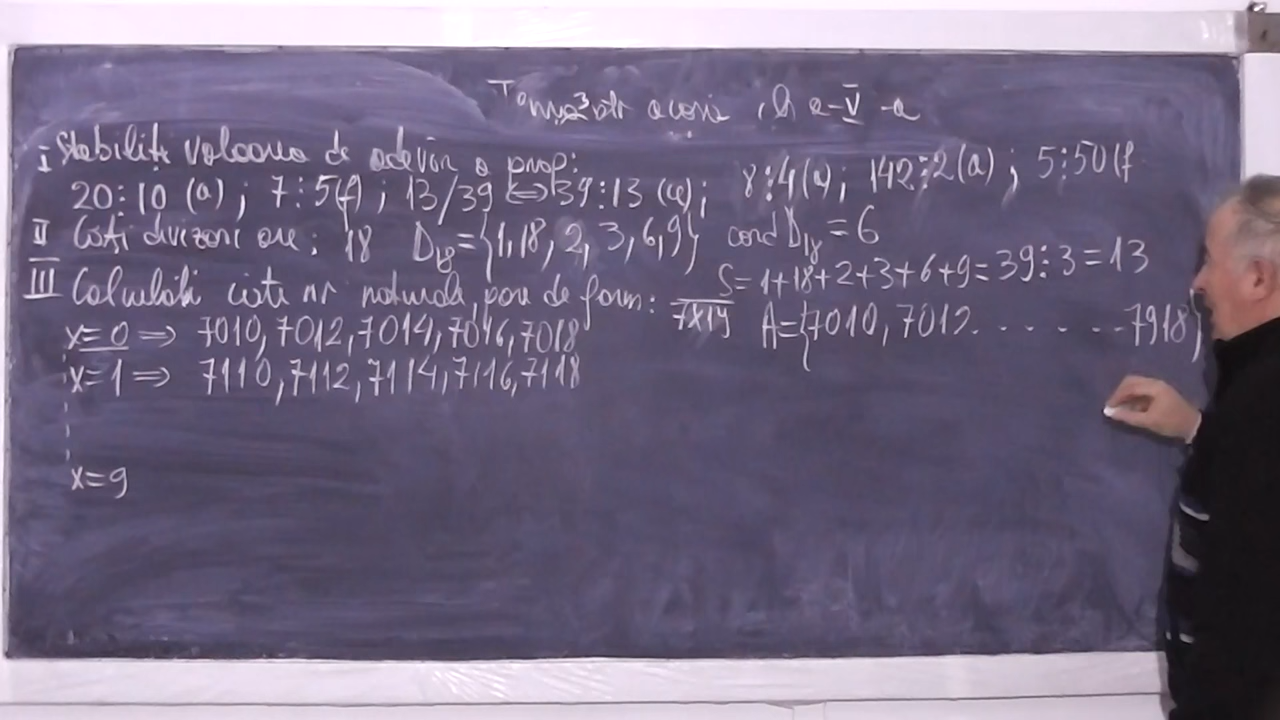 Temă ptr acasă cls a-V-a
I Stabiliți valoarea de adevăr a prop:
20⋮10 (a); 7⋮5(f); 13/39 ⇔ 39⋮13 (a); 8⋮4(a); 142⋮2(a); 5⋮50(f
II Câți divizori are: 18 D₁₈={1,18,2,3,6,9} card D₁₈=6
S=1+18+2+3+6+9=39:3=13
III Calculați câte nr naturale pare de forma: 7x1y A={7010,7012.......7918}
x=0 ⇒ 7010,7012,7014,7016,7018
x=1 ⇒ 7110,7112,7114,7116,7118
x=9